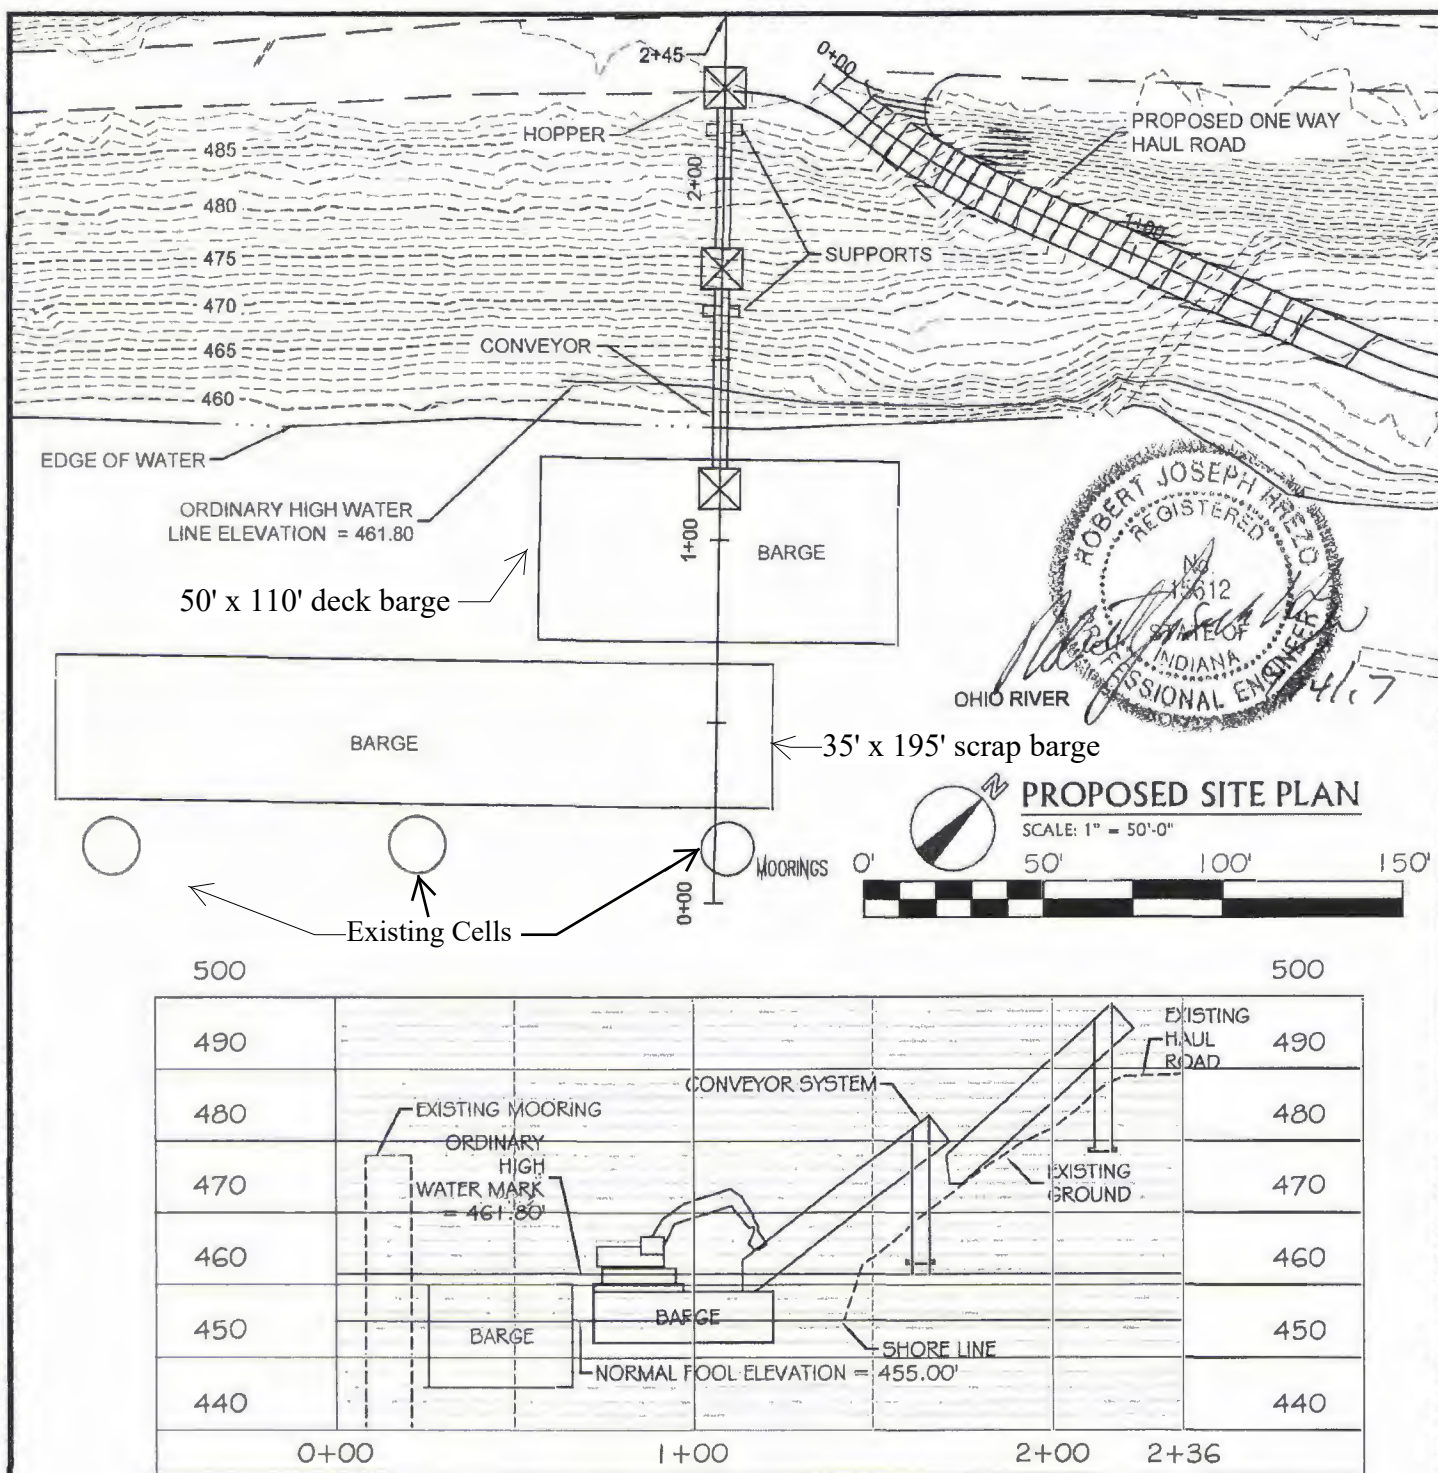 0+00
2+45
PROPOSED ONE WAY
HAUL ROAD
HOPPER
485
2+00
480
1+00
SUPPORTS
475
470
CONVEYOR
465
460
EDGE OF WATER
ORDINARY HIGH WATER
LINE ELEVATION = 461.80
1+00
BARGE
50' x 110' deck barge
ROBERT JOSEPH HREZO
REGISTERED
No.
15612
STATE OF
INDIANA
PROFESSIONAL ENGINEER
OHIO RIVER
BARGE
35' x 195' scrap barge
N
PROPOSED SITE PLAN
SCALE: 1" = 50'-0"
0' 50' 100' 150'
MOORINGS
0+00
Existing Cells
500 500
490 EXISTING
HAUL
ROAD 490
CONVEYOR SYSTEM
480 480
EXISTING MOORING
ORDINARY
HIGH
WATER MARK
= 461.80'
470 470
EXISTING
GROUND
460 460
BARGE
450 450
BARGE
SHORE LINE
NORMAL POOL ELEVATION = 455.00'
440 440
0+00 1+00 2+00 2+36